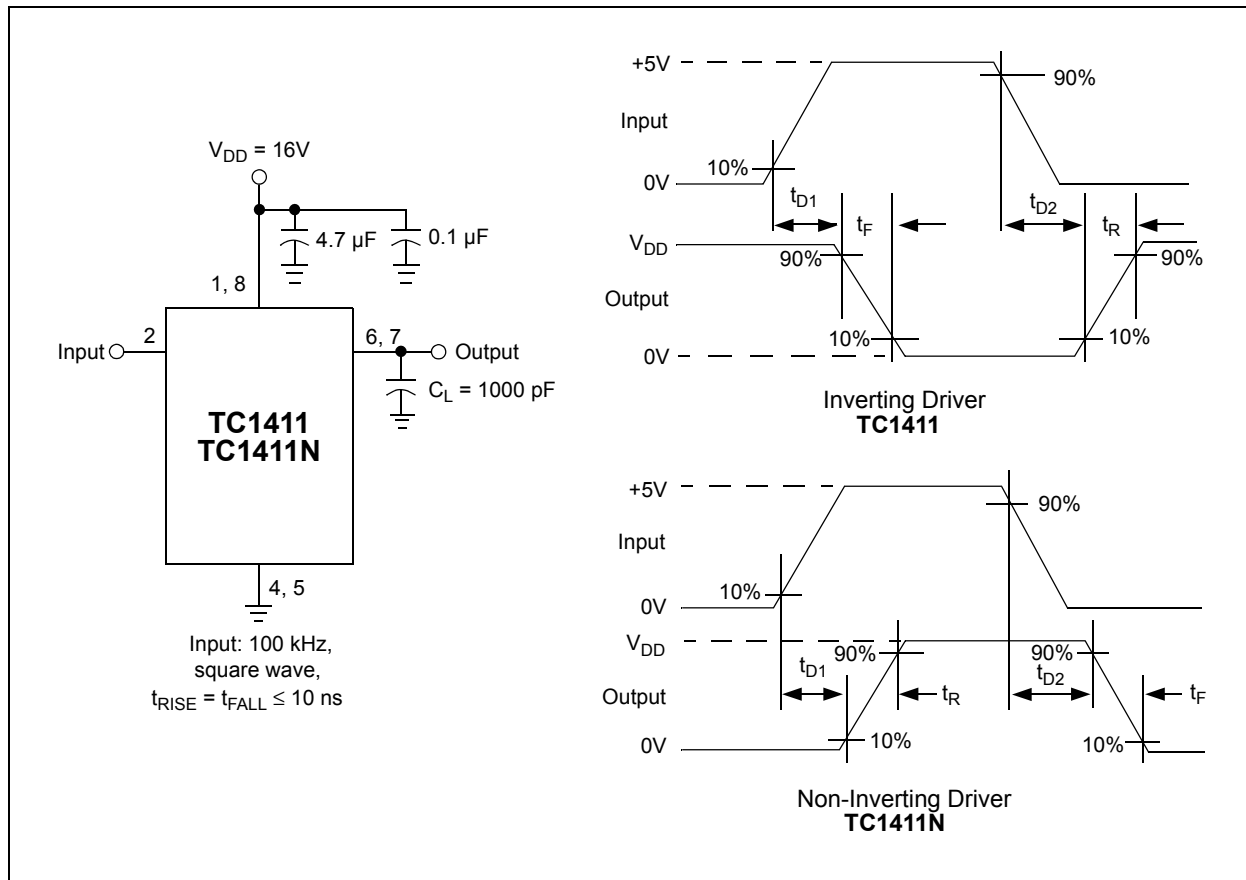 V_DD = 16V
4.7 µF
0.1 µF
1, 8
2
Input
6, 7
Output
C_L = 1000 pF
TC1411
TC1411N
4, 5
Input: 100 kHz,
square wave,
t_RISE = t_FALL ≤ 10 ns
+5V
90%
Input
10%
0V
t_D1
t_F
t_D2
t_R
V_DD
90%
90%
Output
10%
10%
0V
Inverting Driver
TC1411
+5V
90%
Input
10%
0V
V_DD
t_D1
90%
90%
t_D2
Output
t_R
t_F
0V
10%
10%
Non-Inverting Driver
TC1411N